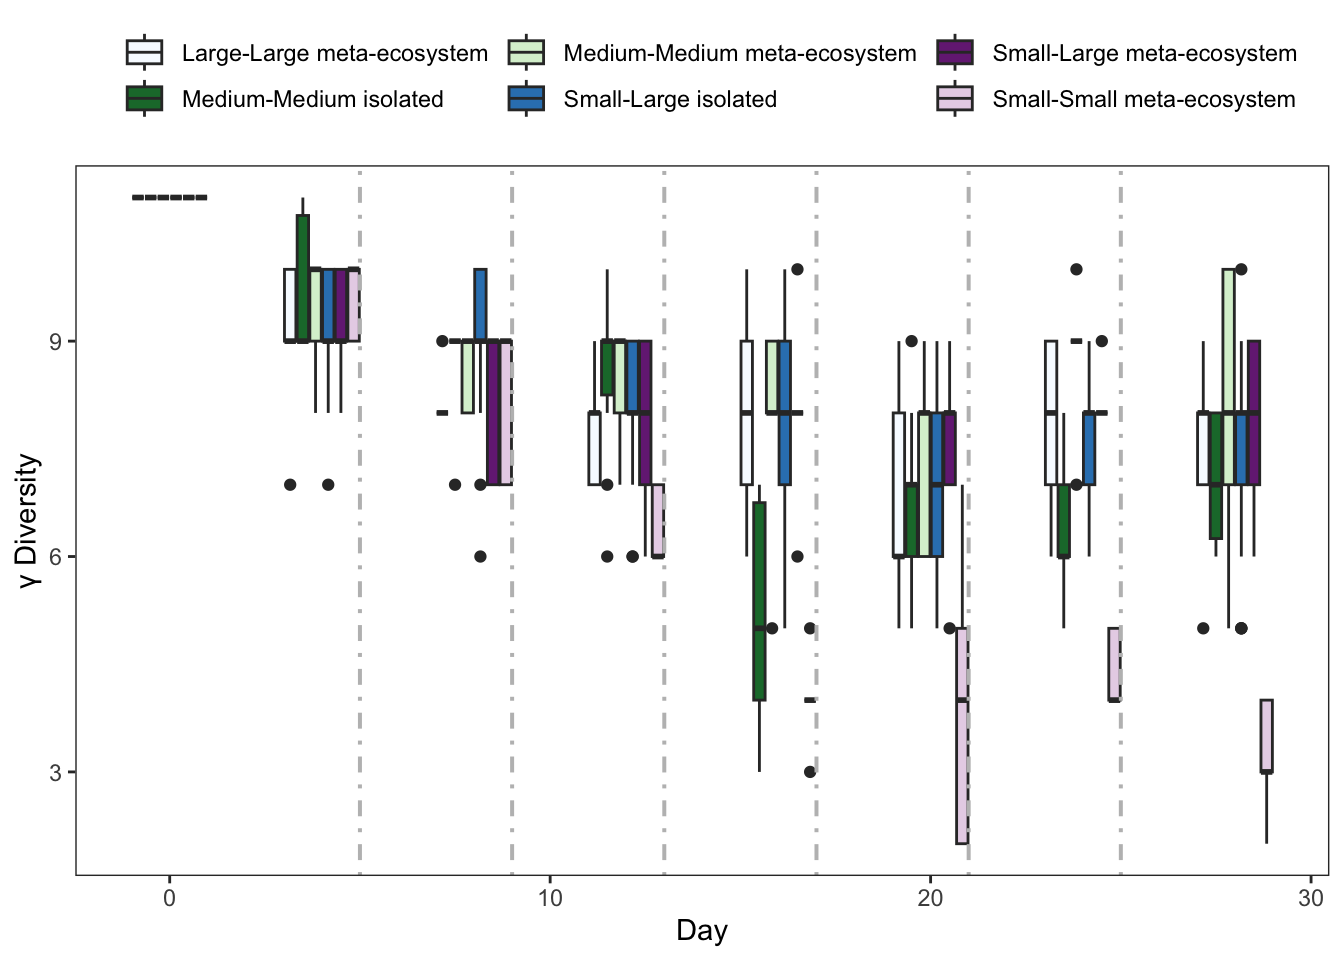 Large-Large meta-ecosystem Medium-Medium meta-ecosystem Small-Large meta-ecosystem
Medium-Medium isolated Small-Large isolated Small-Small meta-ecosystem
9
6
3
γ Diversity
0 10 20 30
Day